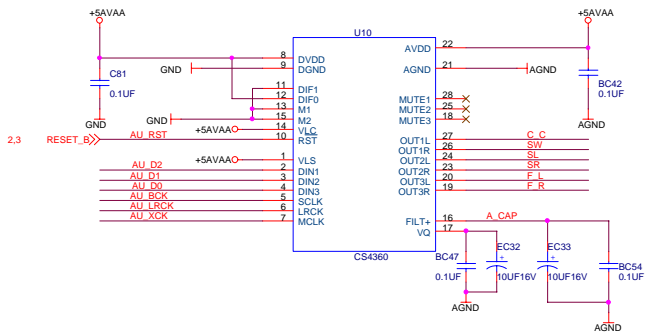 +5AVAA
+5AVAA
U10
8 DVDD
AVDD 22
GND 9 DGND
AGND 21 AGND
C81
0.1UF
BC42
0.1UF
11 DIF1
12 DIF0
13 M1
GND 15 M2
MUTE1 28
MUTE2 25
MUTE3 18
GND
AGND
+5AVAA 14 VLC
2,3 RESET_B AU_RST 10 RST
OUT1L 27 C_C
OUT1R 26 SW
+5AVAA 1 VLS
OUT2L 24 SL
AU_D2 2 DIN1
OUT2R 23 SR
AU_D1 3 DIN2
OUT3L 20 F_L
AU_D0 4 DIN3
OUT3R 19 F_R
AU_BCK 5 SCLK
AU_LRCK 6 LRCK
AU_XCK 7 MCLK
FILT+ 16 A_CAP
VQ 17
CS4360
BC47
0.1UF
EC32
+
10UF16V
EC33
+
10UF16V
BC54
0.1UF
AGND
AGND